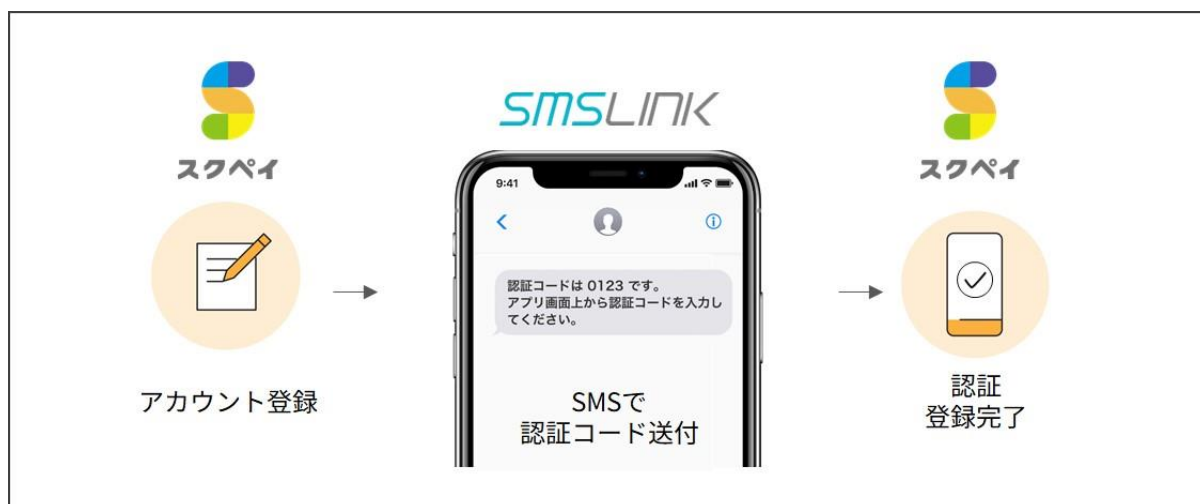 スクペイ
アカウント登録
SMSLINK
9:41
認証コードは 0123 です。
アプリ画面上から認証コードを入力し
てください。
SMSで
認証コード送付
スクペイ
認証
登録完了